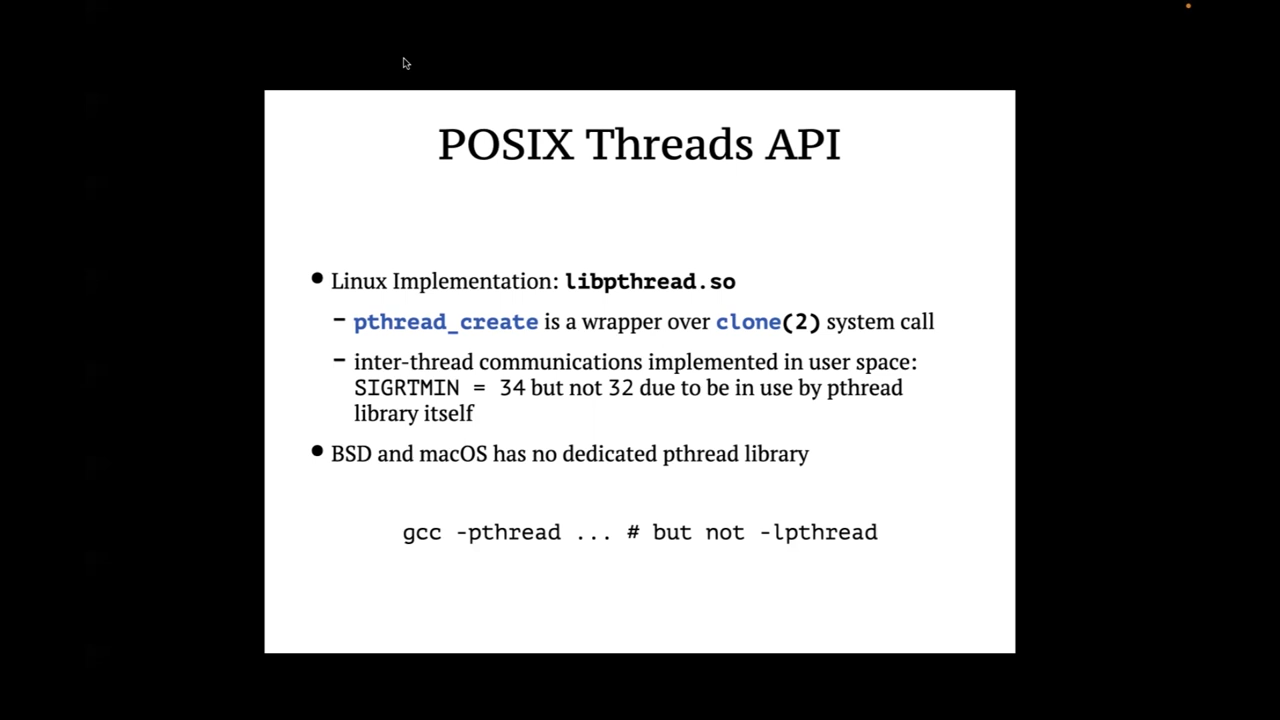 POSIX Threads API
● Linux Implementation: libpthread.so
– pthread_create is a wrapper over clone(2) system call
– inter-thread communications implemented in user space:
SIGRTMIN = 34 but not 32 due to be in use by pthread
library itself
● BSD and macOS has no dedicated pthread library
gcc -pthread ... # but not -lpthread